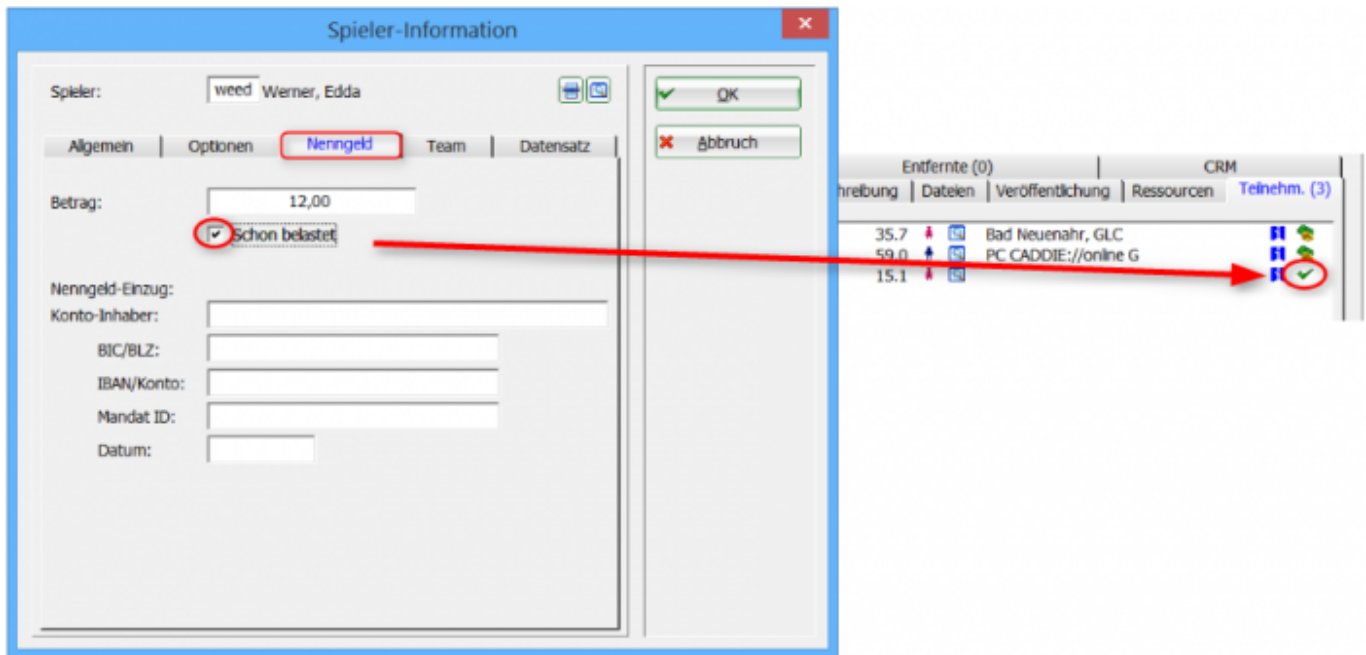 Spieler-Information
Spieler: weed Werner, Edda
Allgemein Optionen Nenngeld Team Datensatz
Betrag: 12,00
Schon belastet
Nenngeld-Einzug:
Konto-Inhaber:
BIC/BLZ:
IBAN/Konto:
Mandat ID:
Datum:
OK
Abbruch
Entfernte (0) CRM
hreibung Dateien Veröffentlichung Ressourcen Teilnehm. (3)
35.7 Bad Neuenahr, GLC
59.0 PC CADDIE://online G
15.1